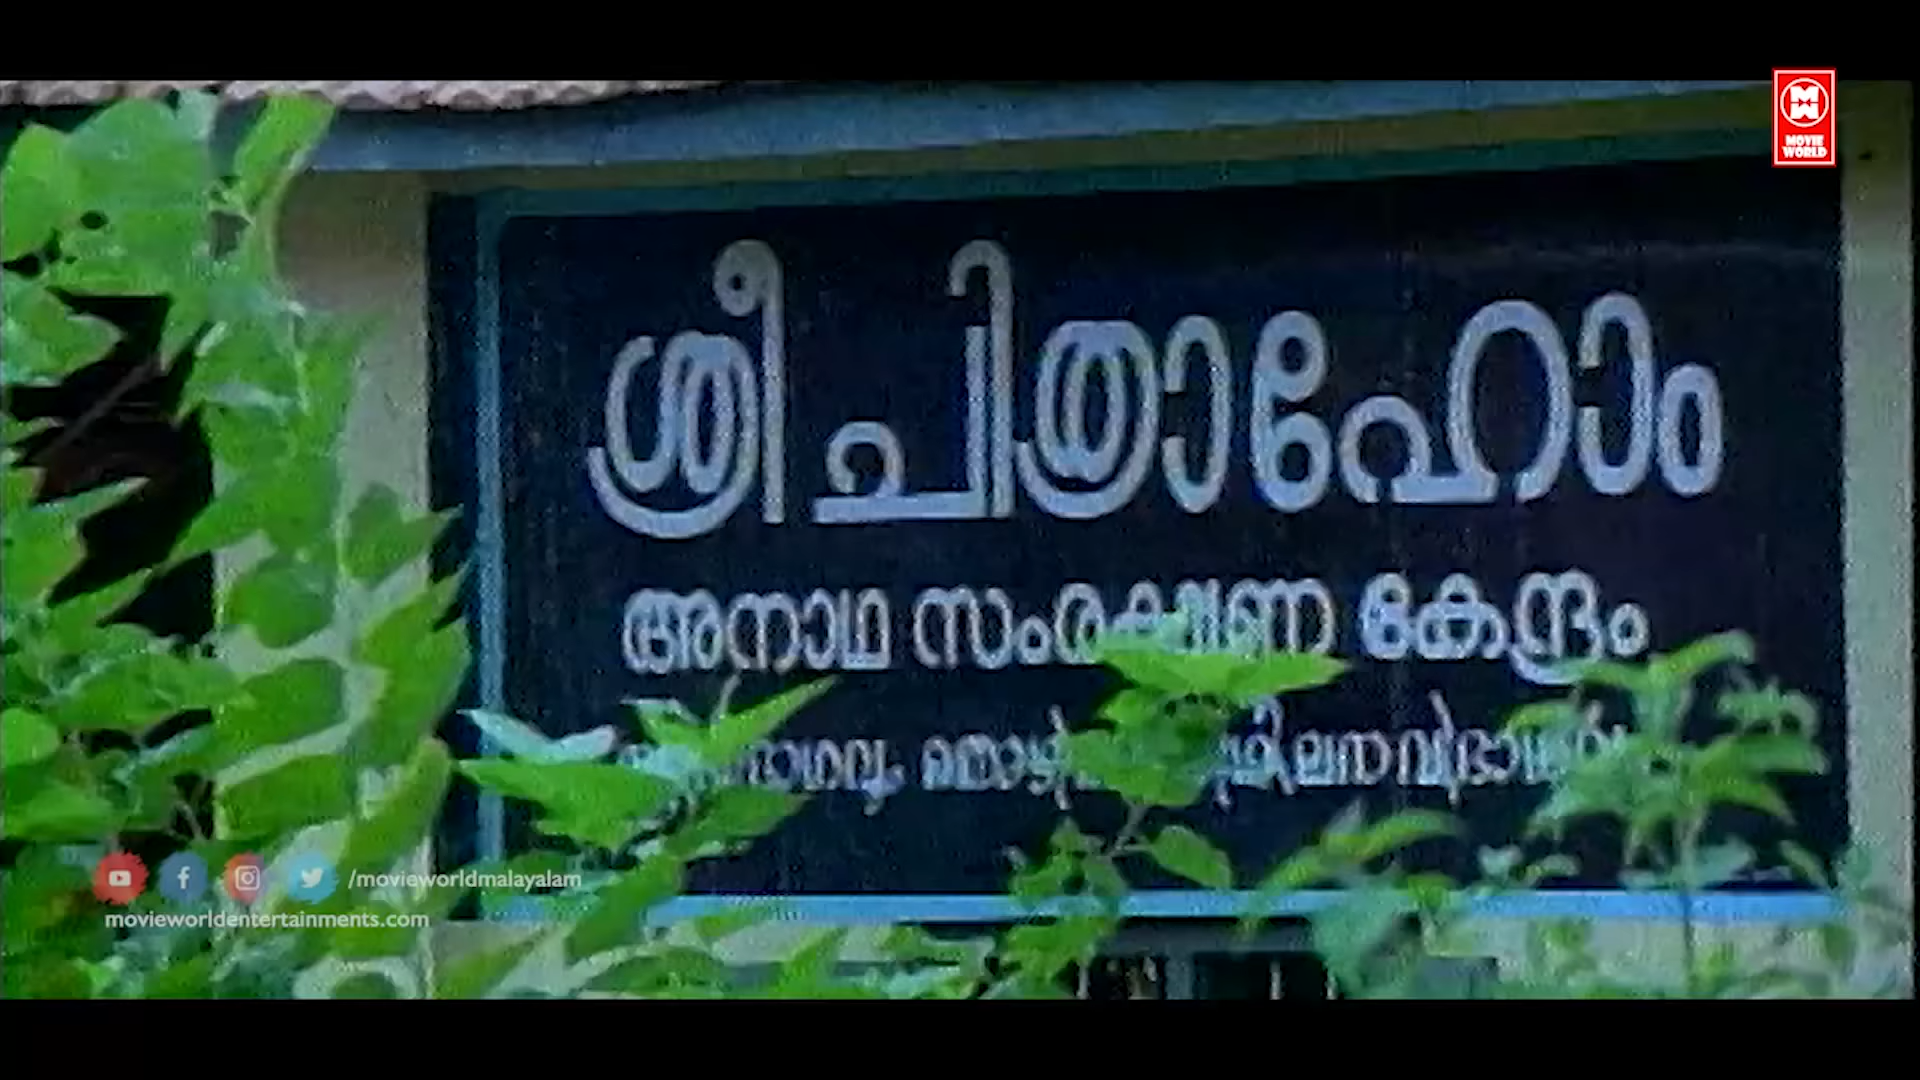 MOVIE
WORLD
ശ്രീ ചിത്രാഹോം
അനാഥ സംരക്ഷണ കേന്ദ്രം
/movieworldmalayalam
movieworldentertainments.com